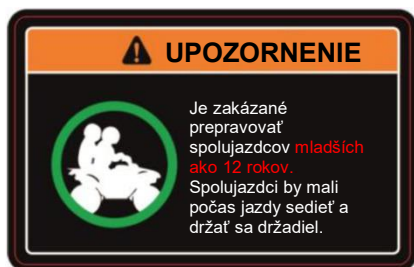 UPOZORNENIE
Je zakázané
prepravovať
spolujazdcov mladších
ako 12 rokov.
Spolujazdci by mali
počas jazdy sedieť a
držať sa držadiel.